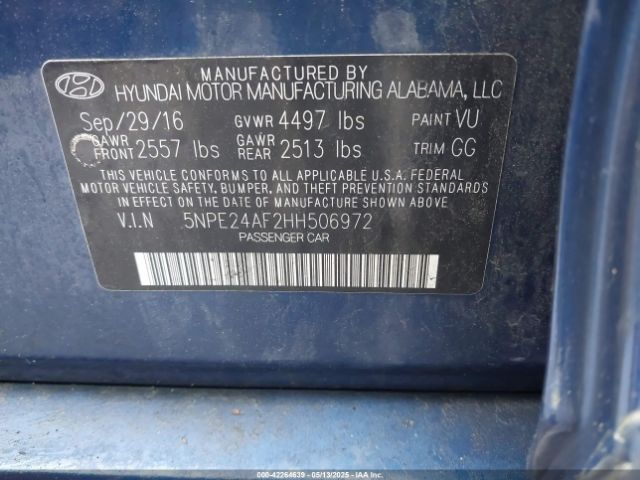 MANUFACTURED BY
HYUNDAI MOTOR MANUFACTURING ALABAMA, LLC
Sep/29/16 GVWR 4497 lbs PAINT VU
GAWR FRONT 2557 lbs GAWR REAR 2513 lbs TRIM GG
THIS VEHICLE CONFORMS TO ALL APPLICABLE U.S.A. FEDERAL
MOTOR VEHICLE SAFETY, BUMPER, AND THEFT PREVENTION STANDARDS
IN EFFECT ON THE DATE OF MANUFACTURE SHOWN ABOVE.
V.I.N 5NPE24AF2HH506972
PASSENGER CAR
000-42264639 - 05/13/2025 - IAAI.COM